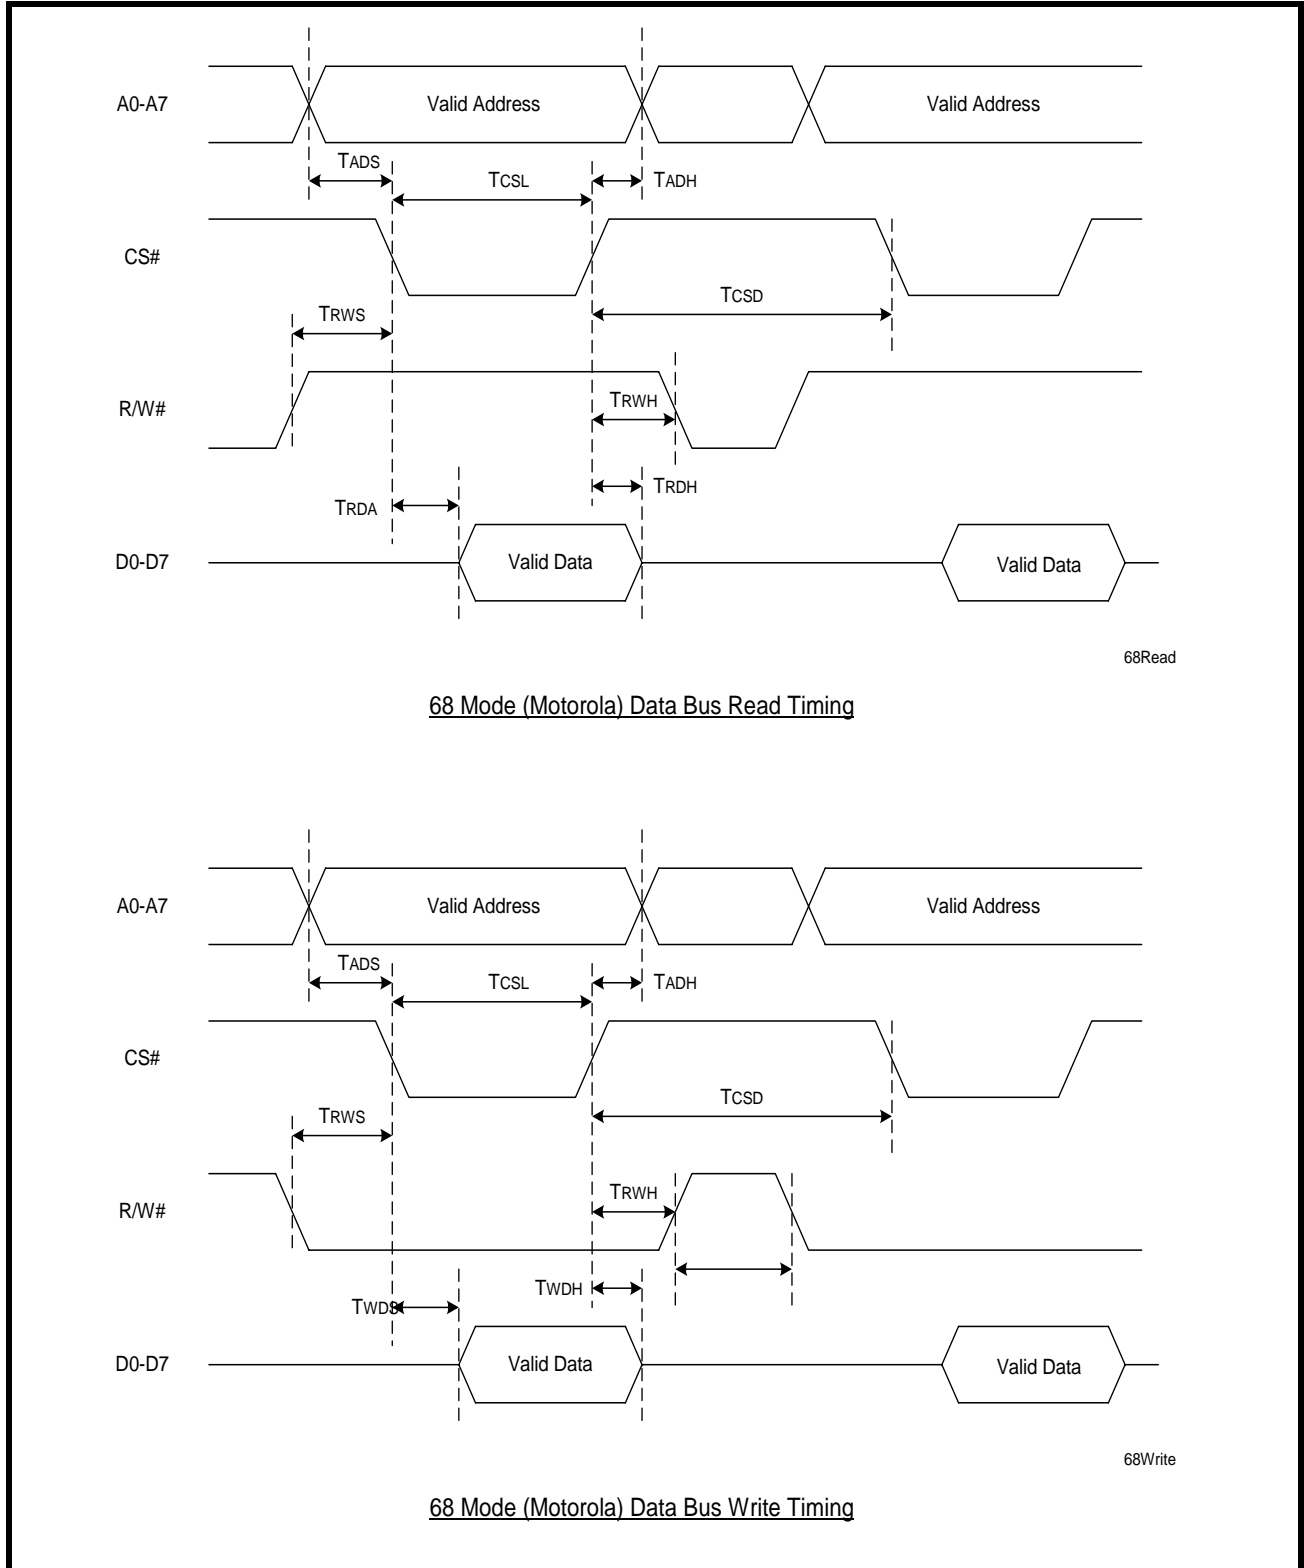 A0-A7
Valid Address
Valid Address
TADS
TCSL
TADH
CS#
TCSD
TRWS
R/W#
TRWH
TRDA
TRDH
D0-D7
Valid Data
Valid Data
68Read
68 Mode (Motorola) Data Bus Read Timing
A0-A7
Valid Address
Valid Address
TADS
TCSL
TADH
CS#
TCSD
TRWS
R/W#
TRWH
TWDH
TWDS
D0-D7
Valid Data
Valid Data
68Write
68 Mode (Motorola) Data Bus Write Timing